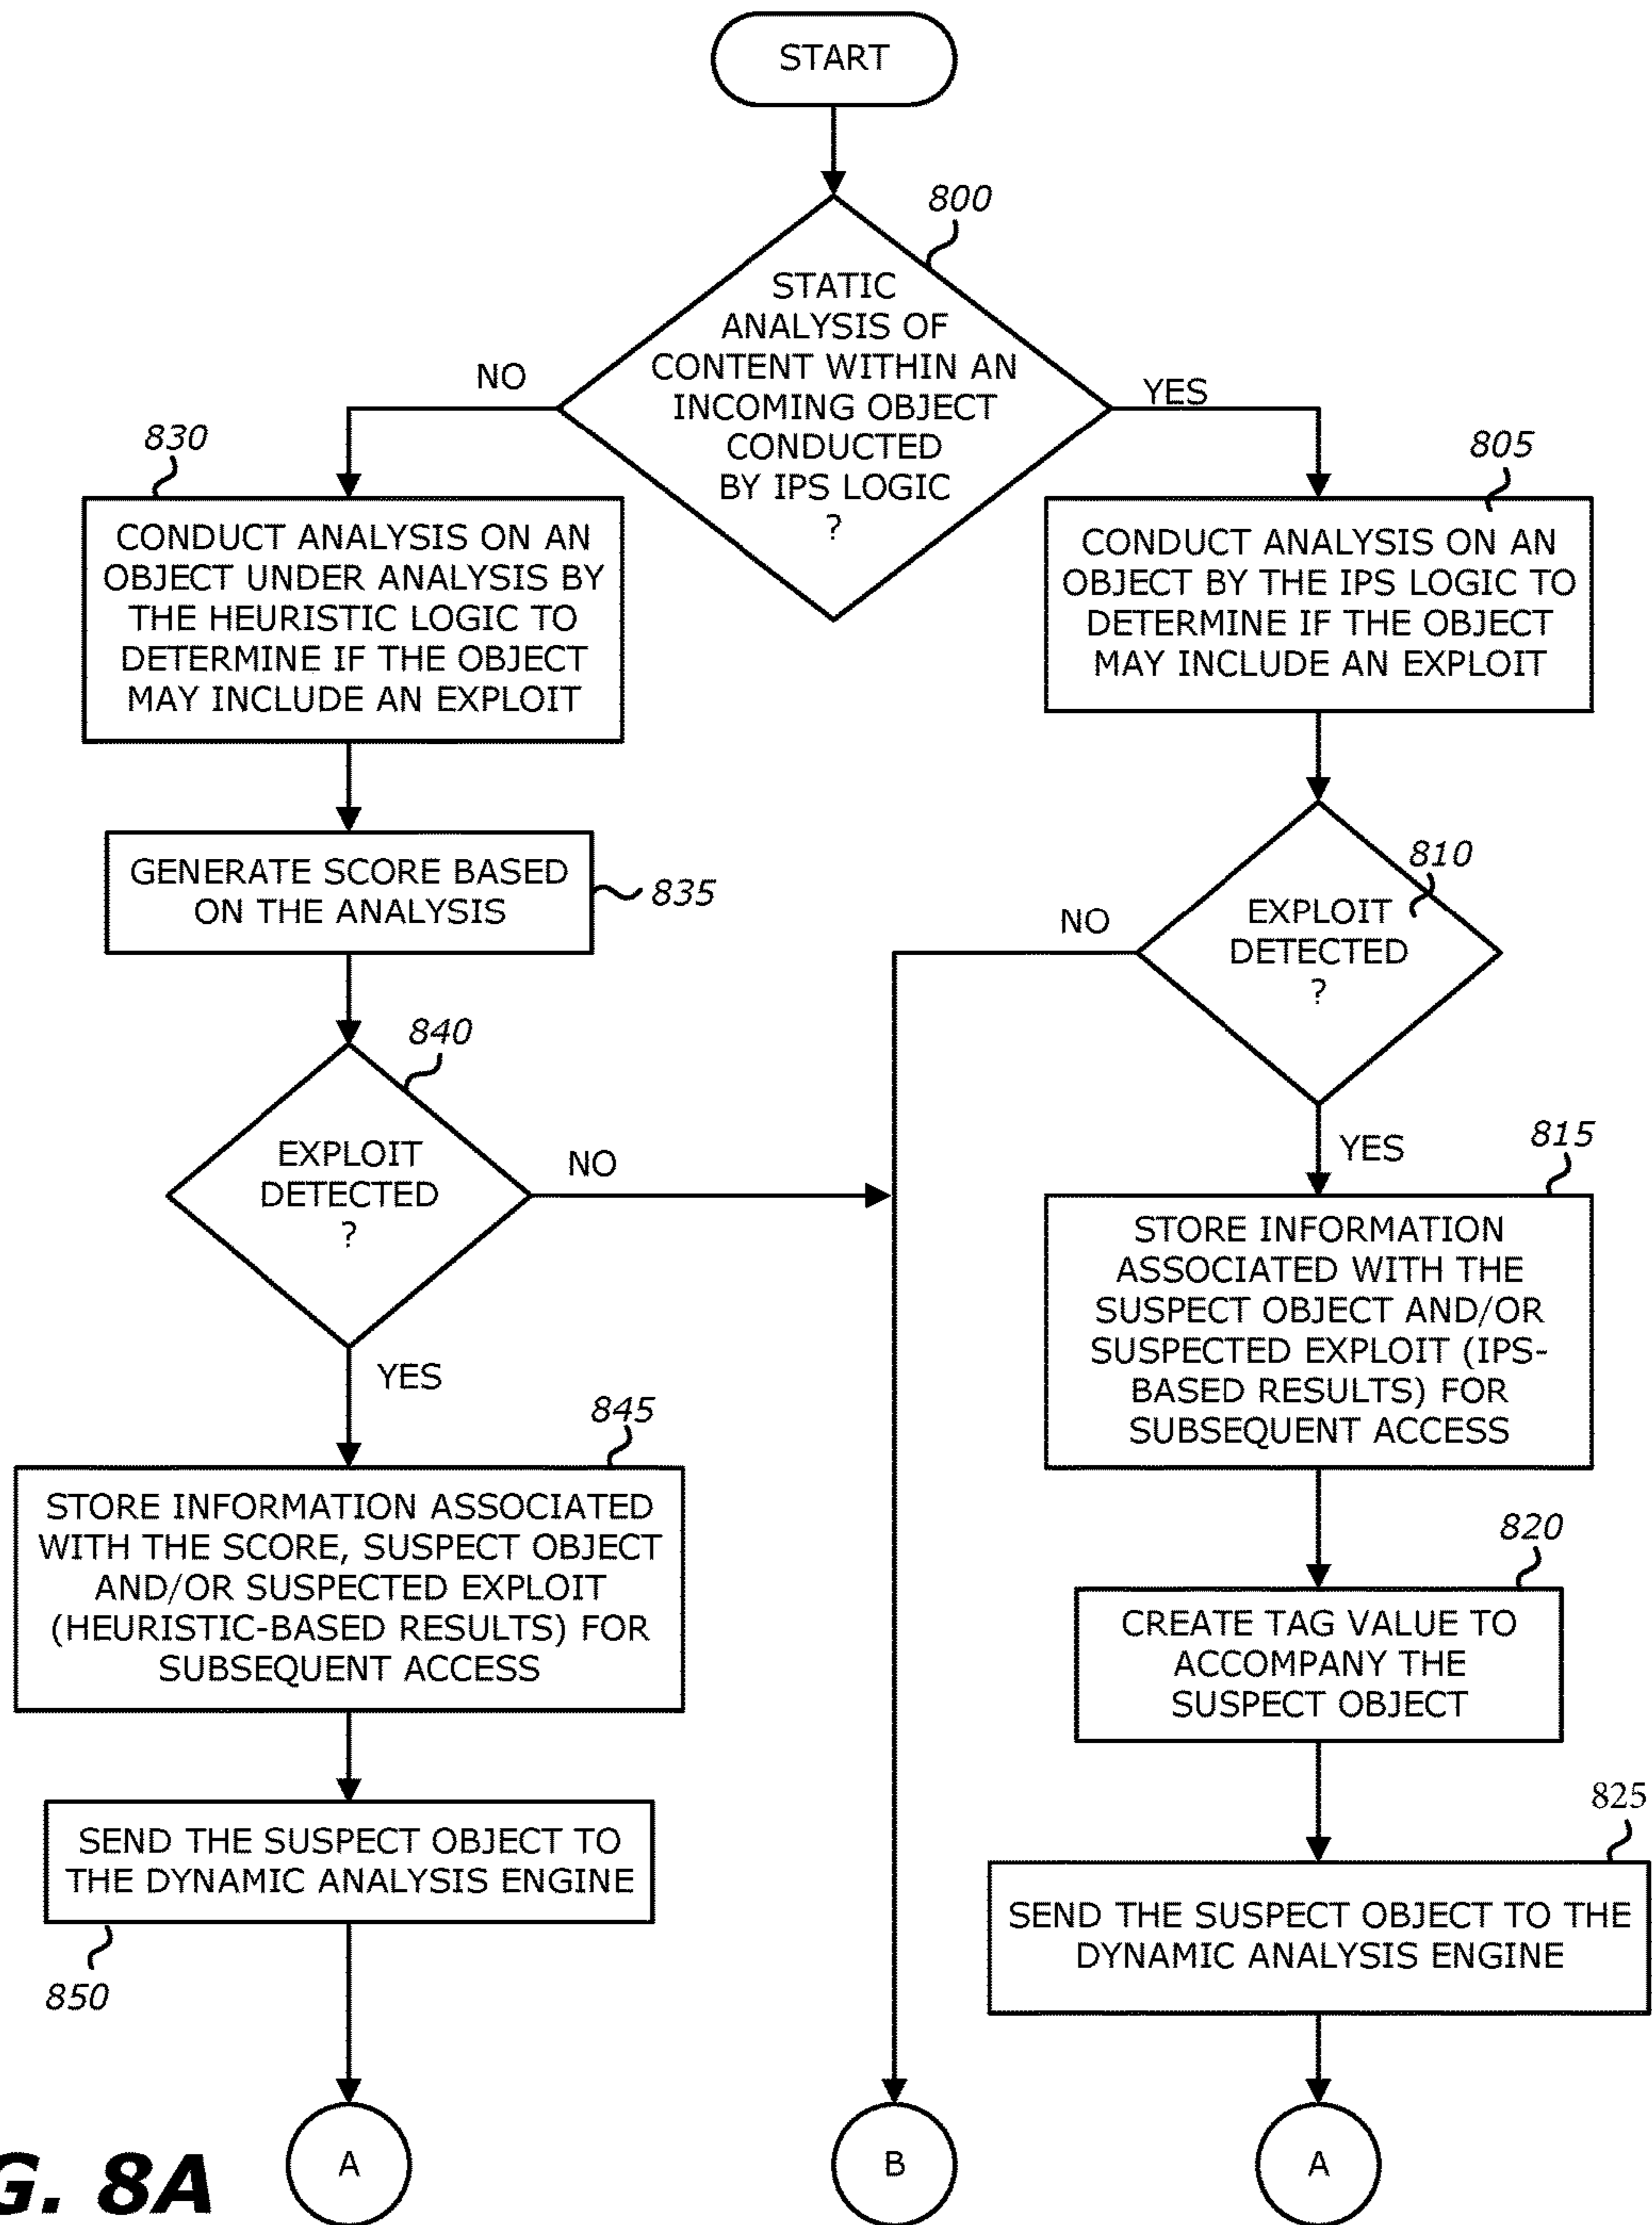 START
800
STATIC
ANALYSIS OF
CONTENT WITHIN AN
INCOMING OBJECT
CONDUCTED
BY IPS LOGIC
?
NO
YES
830
CONDUCT ANALYSIS ON AN
OBJECT UNDER ANALYSIS BY
THE HEURISTIC LOGIC TO
DETERMINE IF THE OBJECT
MAY INCLUDE AN EXPLOIT
805
CONDUCT ANALYSIS ON AN
OBJECT BY THE IPS LOGIC TO
DETERMINE IF THE OBJECT
MAY INCLUDE AN EXPLOIT
GENERATE SCORE BASED
ON THE ANALYSIS
835
810
EXPLOIT
DETECTED
?
NO
YES
840
EXPLOIT
DETECTED
?
NO
YES
815
STORE INFORMATION
ASSOCIATED WITH THE
SUSPECT OBJECT AND/OR
SUSPECTED EXPLOIT (IPS-
BASED RESULTS) FOR
SUBSEQUENT ACCESS
845
STORE INFORMATION ASSOCIATED
WITH THE SCORE, SUSPECT OBJECT
AND/OR SUSPECTED EXPLOIT
(HEURISTIC-BASED RESULTS) FOR
SUBSEQUENT ACCESS
820
CREATE TAG VALUE TO
ACCOMPANY THE
SUSPECT OBJECT
SEND THE SUSPECT OBJECT TO
THE DYNAMIC ANALYSIS ENGINE
850
825
SEND THE SUSPECT OBJECT TO THE
DYNAMIC ANALYSIS ENGINE
A
B
A
G. 8A